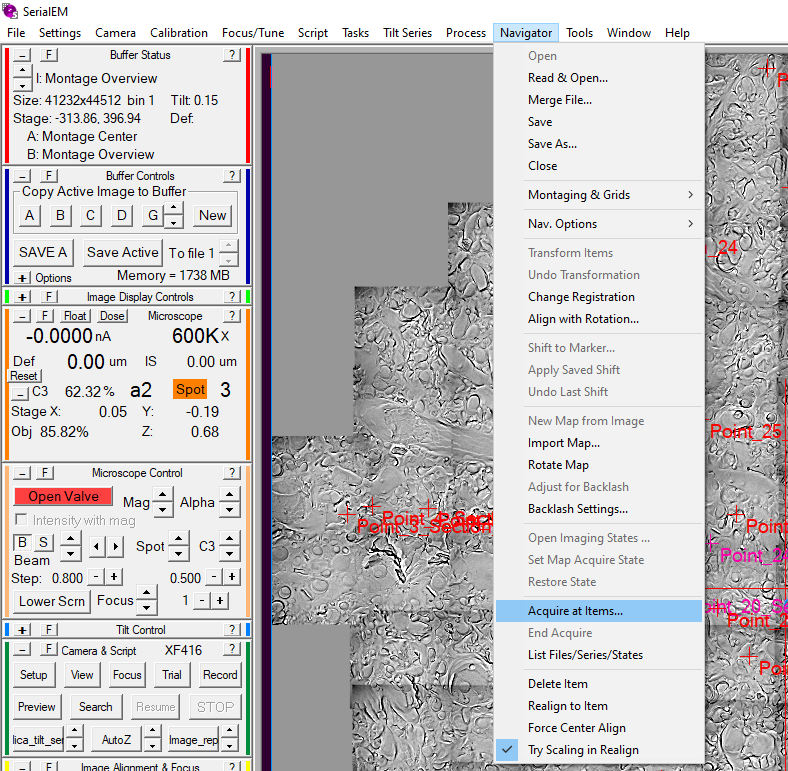 SerialEM
File Settings Camera Calibration Focus/Tune Script Tasks Tilt Series Process Navigator Tools Window Help
– F Buffer Status ?
I: Montage Overview
Size: 41232x44512 bin 1 Tilt: 0.15
Stage: -313.86, 396.94 Def:
A: Montage Center
B: Montage Overview
– F Buffer Controls ?
Copy Active Image to Buffer
A B C D G New
SAVE A Save Active To file 1
+ Options Memory = 1738 MB
+ F Image Display Controls ?
– F Float Dose Microscope ?
-0.0000 nA 600K X
Def 0.00 um IS 0.00 um
Reset
– C3 62.32 % a2 Spot 3
Stage X: 0.05 Y: -0.19
Obj 85.82% Z: 0.68
– F Microscope Control ?
Open Valve Mag Alpha
Intensity with mag
B S Spot C3
Beam
Step: 0.800 - + 0.500 - +
Lower Scrn Focus 1 - +
+ F Tilt Control ?
– F Camera & Script XF416 ?
Setup View Focus Trial Record
Preview Search Resume STOP
lica_tilt_ser AutoZ Image_rep
– F Image Alignment & Focus ?
Open
Read & Open...
Merge File...
Save
Save As...
Close
Montaging & Grids
Nav. Options
Transform Items
Undo Transformation
Change Registration
Align with Rotation...
Shift to Marker...
Apply Saved Shift
Undo Last Shift
New Map from Image
Import Map...
Rotate Map
Adjust for Backlash
Backlash Settings...
Open Imaging States ...
Set Map Acquire State
Restore State
Acquire at Items...
End Acquire
List Files/Series/States
Delete Item
Realign to Item
Force Center Align
Try Scaling in Realign
_24
Point_25_
Point
Point_24
Point_3_Section